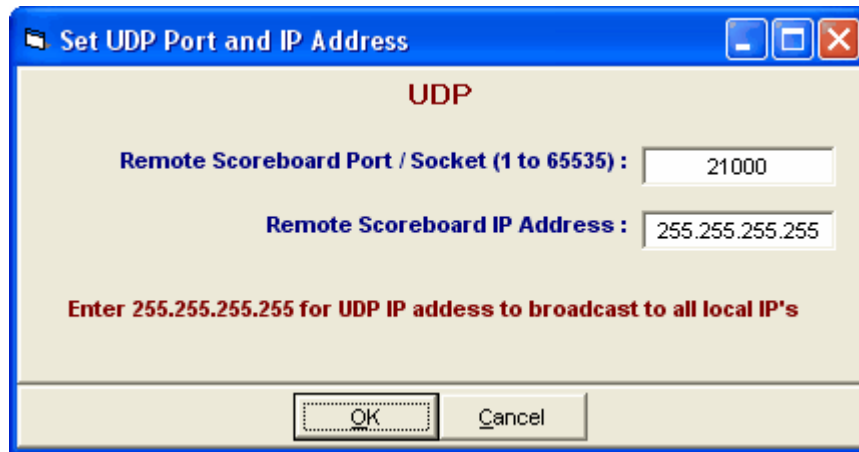 Set UDP Port and IP Address
UDP
Remote Scoreboard Port / Socket (1 to 65535) : 21000
Remote Scoreboard IP Address : 255.255.255.255
Enter 255.255.255.255 for UDP IP addess to broadcast to all local IP's
OK Cancel